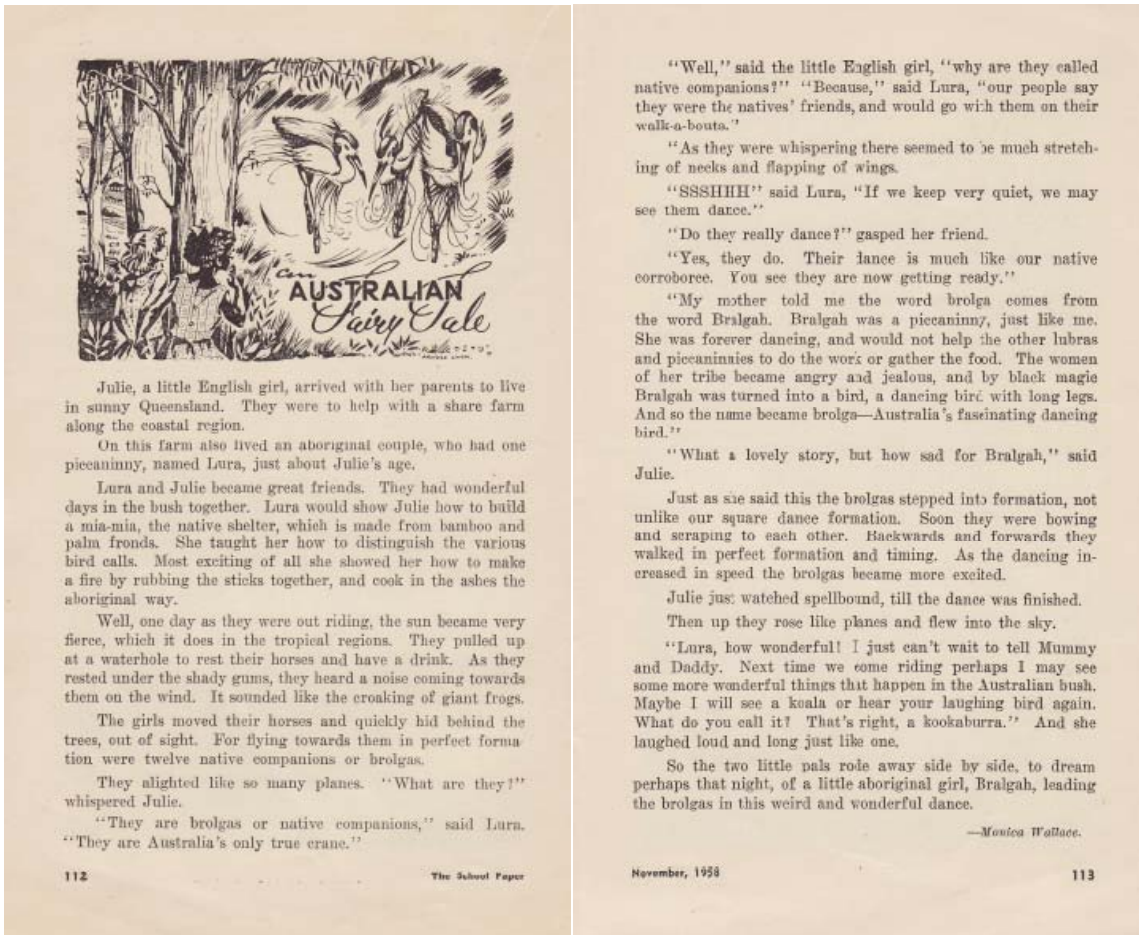 an
AUSTRALIAN
Fairy Tale
Julie, a little English girl, arrived with her parents to live
in sunny Queensland. They were to help with a share farm
along the coastal region.
On this farm also lived an aboriginal couple, who had one
piccaninny, named Lura, just about Julie's age.
Lura and Julie became great friends. They had wonderful
days in the bush together. Lura would show Julie how to build
a mia-mia, the native shelter, which is made from bamboo and
palm fronds. She taught her how to distinguish the various
bird calls. Most exciting of all she showed her how to make
a fire by rubbing the sticks together, and cook in the ashes the
aboriginal way.
Well, one day as they were out riding, the sun became very
fierce, which it does in the tropical regions. They pulled up
at a waterhole to rest their horses and have a drink. As they
rested under the shady gums, they heard a noise coming towards
them on the wind. It sounded like the croaking of giant frogs.
The girls moved their horses and quickly hid behind the
trees, out of sight. For flying towards them in perfect forma
tion were twelve native companions or brolgas.
They alighted like so many planes. "What are they?"
whispered Julie.
"They are brolgas or native companions," said Lura.
"They are Australia's only true crane."
112
The School Paper
"Well," said the little English girl, "why are they called
native companions?" "Because," said Lura, "our people say
they were the natives' friends, and would go with them on their
walk-a-bouts."
"As they were whispering there seemed to be much stretch-
ing of necks and flapping of wings.
"SSSHHH" said Lura, "If we keep very quiet, we may
see them dance."
"Do they really dance?" gasped her friend.
"Yes, they do. Their dance is much like our native
corroboree. You see they are now getting ready."
"My mother told me the word brolga comes from
the word Bralgah. Bralgah was a piccaninny, just like me.
She was forever dancing, and would not help the other lubras
and piccaninnies to do the work or gather the food. The women
of her tribe became angry and jealous, and by black magic
Bralgah was turned into a bird, a dancing bird with long legs.
And so the name became brolga—Australia's fascinating dancing
bird."
"What a lovely story, but how sad for Bralgah," said
Julie.
Just as she said this the brolgas stepped into formation, not
unlike our square dance formation. Soon they were bowing
and scraping to each other. Backwards and forwards they
walked in perfect formation and timing. As the dancing in-
creased in speed the brolgas became more excited.
Julie just watched spellbound, till the dance was finished.
Then up they rose like planes and flew into the sky.
"Lura, how wonderful! I just can't wait to tell Mummy
and Daddy. Next time we come riding perhaps I may see
some more wonderful things that happen in the Australian bush.
Maybe I will see a koala or hear your laughing bird again.
What do you call it? That's right, a kookaburra." And she
laughed loud and long just like one.
So the two little pals rode away side by side, to dream
perhaps that night, of a little aboriginal girl, Bralgah, leading
the brolgas in this weird and wonderful dance.
—Monica Wallace.
November, 1958
113